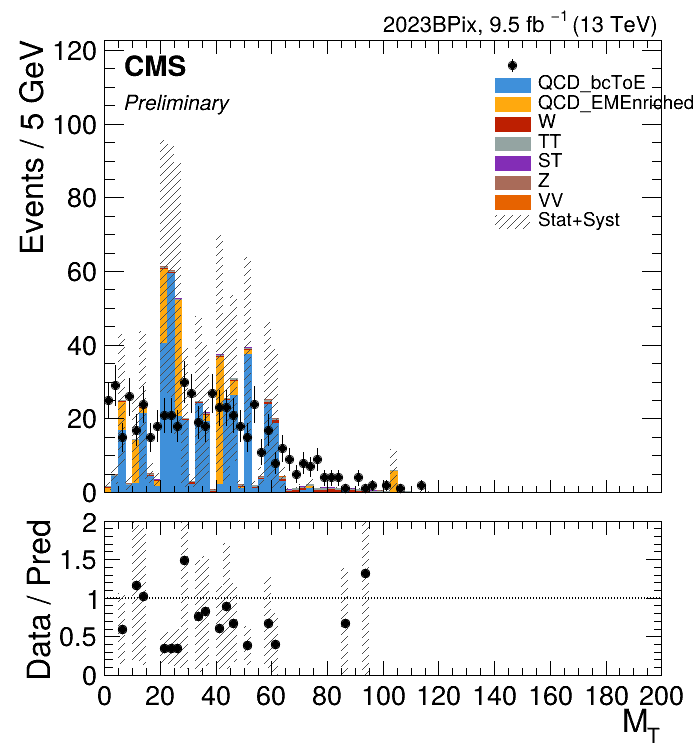 2023BPix, 9.5 fb⁻¹ (13 TeV)
Events / 5 GeV
120
100
80
60
40
20
0
CMS
Preliminary
QCD_bcToE
QCD_EMEnriched
W
TT
ST
Z
VV
Stat+Syst
Data / Pred
2
1.5
1
0.5
0
0 20 40 60 80 100 120 140 160 180 200
M_T